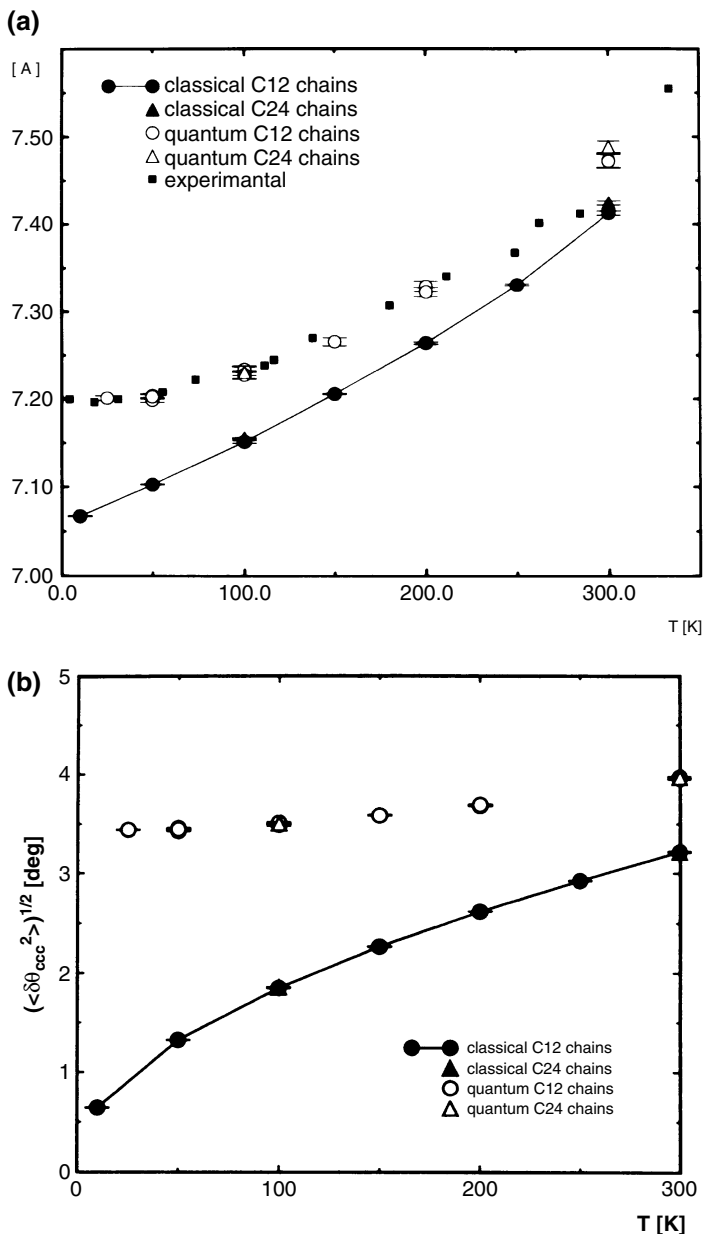 (a)
[ A ]
classical C12 chains
classical C24 chains
quantum C12 chains
quantum C24 chains
experimantal
7.50
7.40
7.30
7.20
7.10
7.00
0.0 100.0 200.0 300.0
T [K]
(b)
5
4
3
2
1
0
(<δθccc²>)1/2 [deg]
classical C12 chains
classical C24 chains
quantum C12 chains
quantum C24 chains
0 100 200 300
T [K]